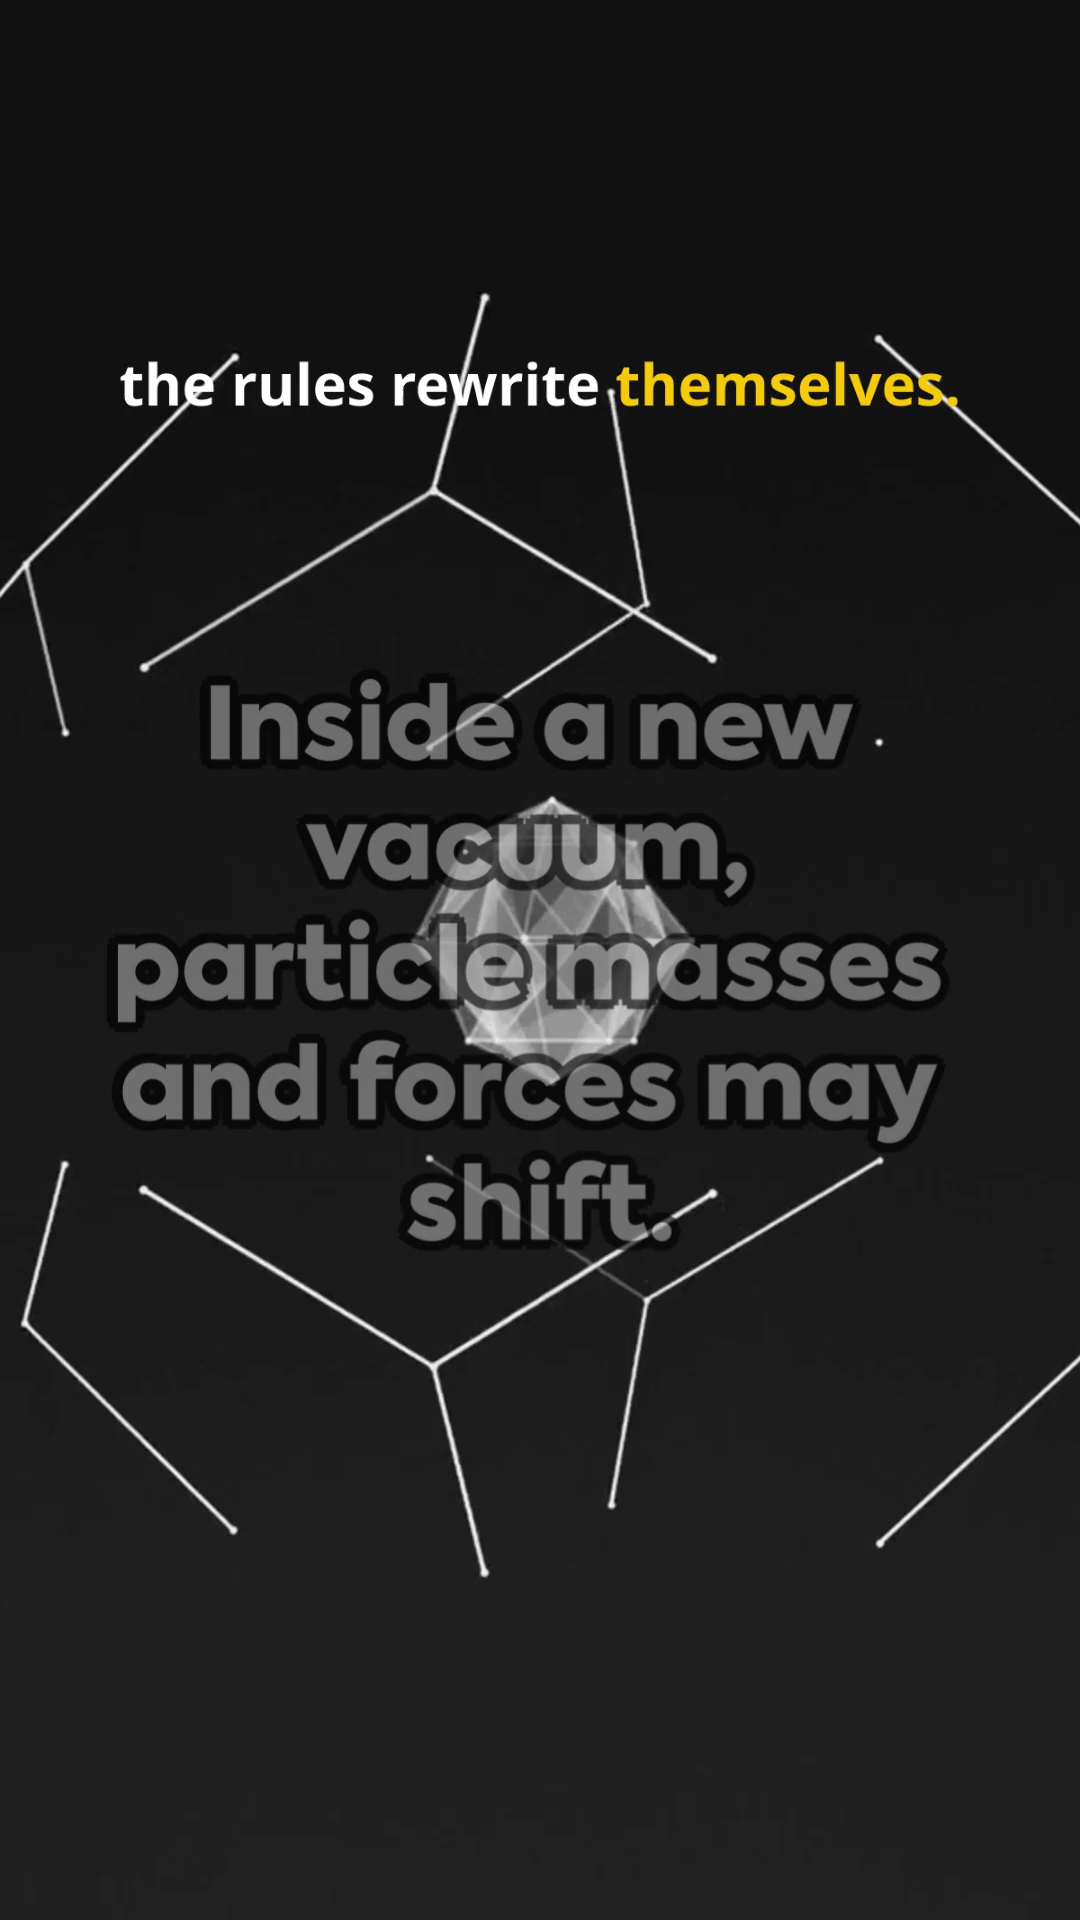 the rules rewrite themselves.
Inside a new
vacuum,
particle masses
and forces may
shift.